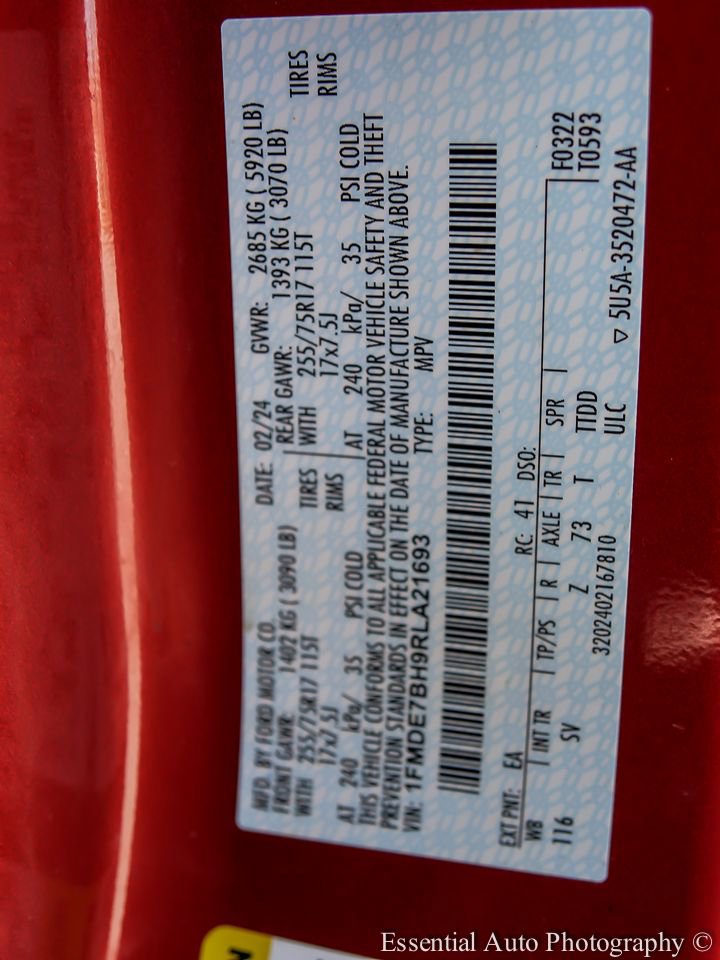 MFD. BY FORD MOTOR CO. DATE: 02/24 GVWR: 2685 KG ( 5920 LB)
FRONT GAWR: 1402 KG ( 3090 LB) REAR GAWR: 1393 KG ( 3070 LB)
WITH 255/75R17 115T TIRES WITH 255/75R17 115T TIRES
17x7.5J RIMS 17x7.5J RIMS
AT 240 kPa/ 35 PSI COLD AT 240 kPa/ 35 PSI COLD
THIS VEHICLE CONFORMS TO ALL APPLICABLE FEDERAL MOTOR VEHICLE SAFETY AND THEFT
PREVENTION STANDARDS IN EFFECT ON THE DATE OF MANUFACTURE SHOWN ABOVE.
VIN: 1FMDE7BH9RLA21693 TYPE: MPV
EXT PNT: EA RC: 41 DSO: F0322
WB INT TR TP/PS R AXLE TR SPR T0593
116 SV Z 73 T TTDD
3202402167810 ULC ▽ 5U5A-3520472-AA
N
Essential Auto Photography ©